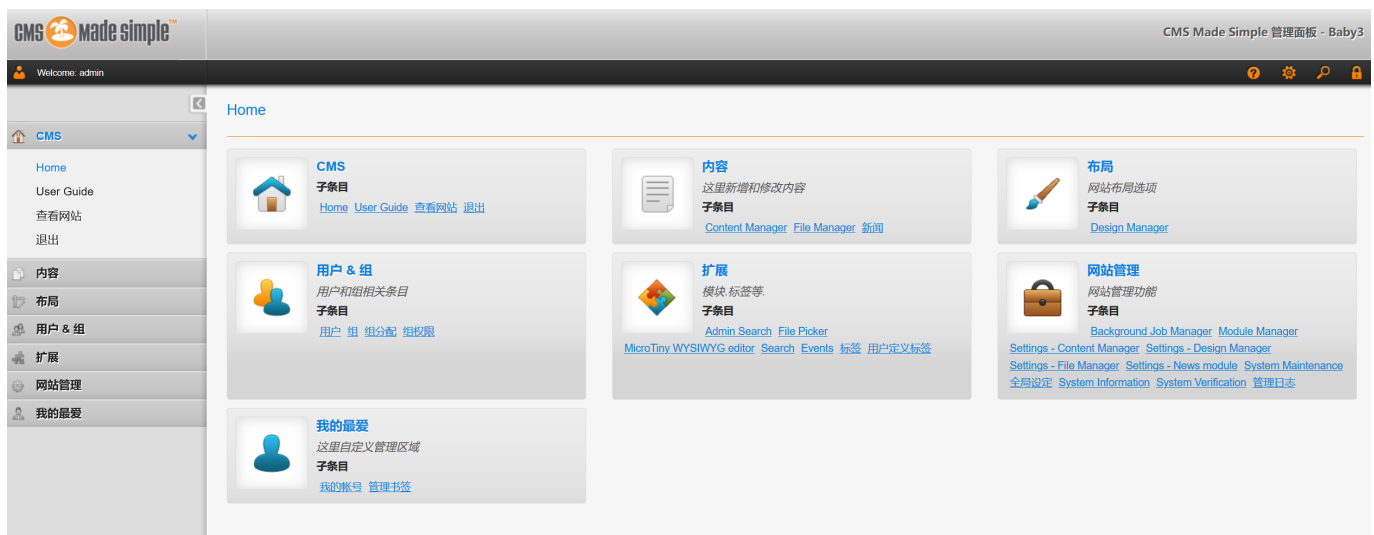 CMS Made Simple™
CMS Made Simple 管理面板 - Baby3
Welcome: admin
CMS
Home
User Guide
查看网站
退出
内容
布局
用户 & 组
扩展
网站管理
我的最爱
Home
CMS
子条目
Home User Guide 查看网站 退出
内容
这里新增和修改内容
子条目
Content Manager File Manager 新闻
布局
网站布局选项
子条目
Design Manager
用户 & 组
用户和组相关条目
子条目
用户 组 组分配 组权限
扩展
模块.标签等.
子条目
Admin Search File Picker
MicroTiny WYSIWYG editor Search Events 标签 用户定义标签
网站管理
网站管理功能
子条目
Background Job Manager Module Manager
Settings - Content Manager Settings - Design Manager
Settings - File Manager Settings - News module System Maintenance
全局设定 System Information System Verification 管理日志
我的最爱
这里自定义管理区域
子条目
我的帐号 管理书签